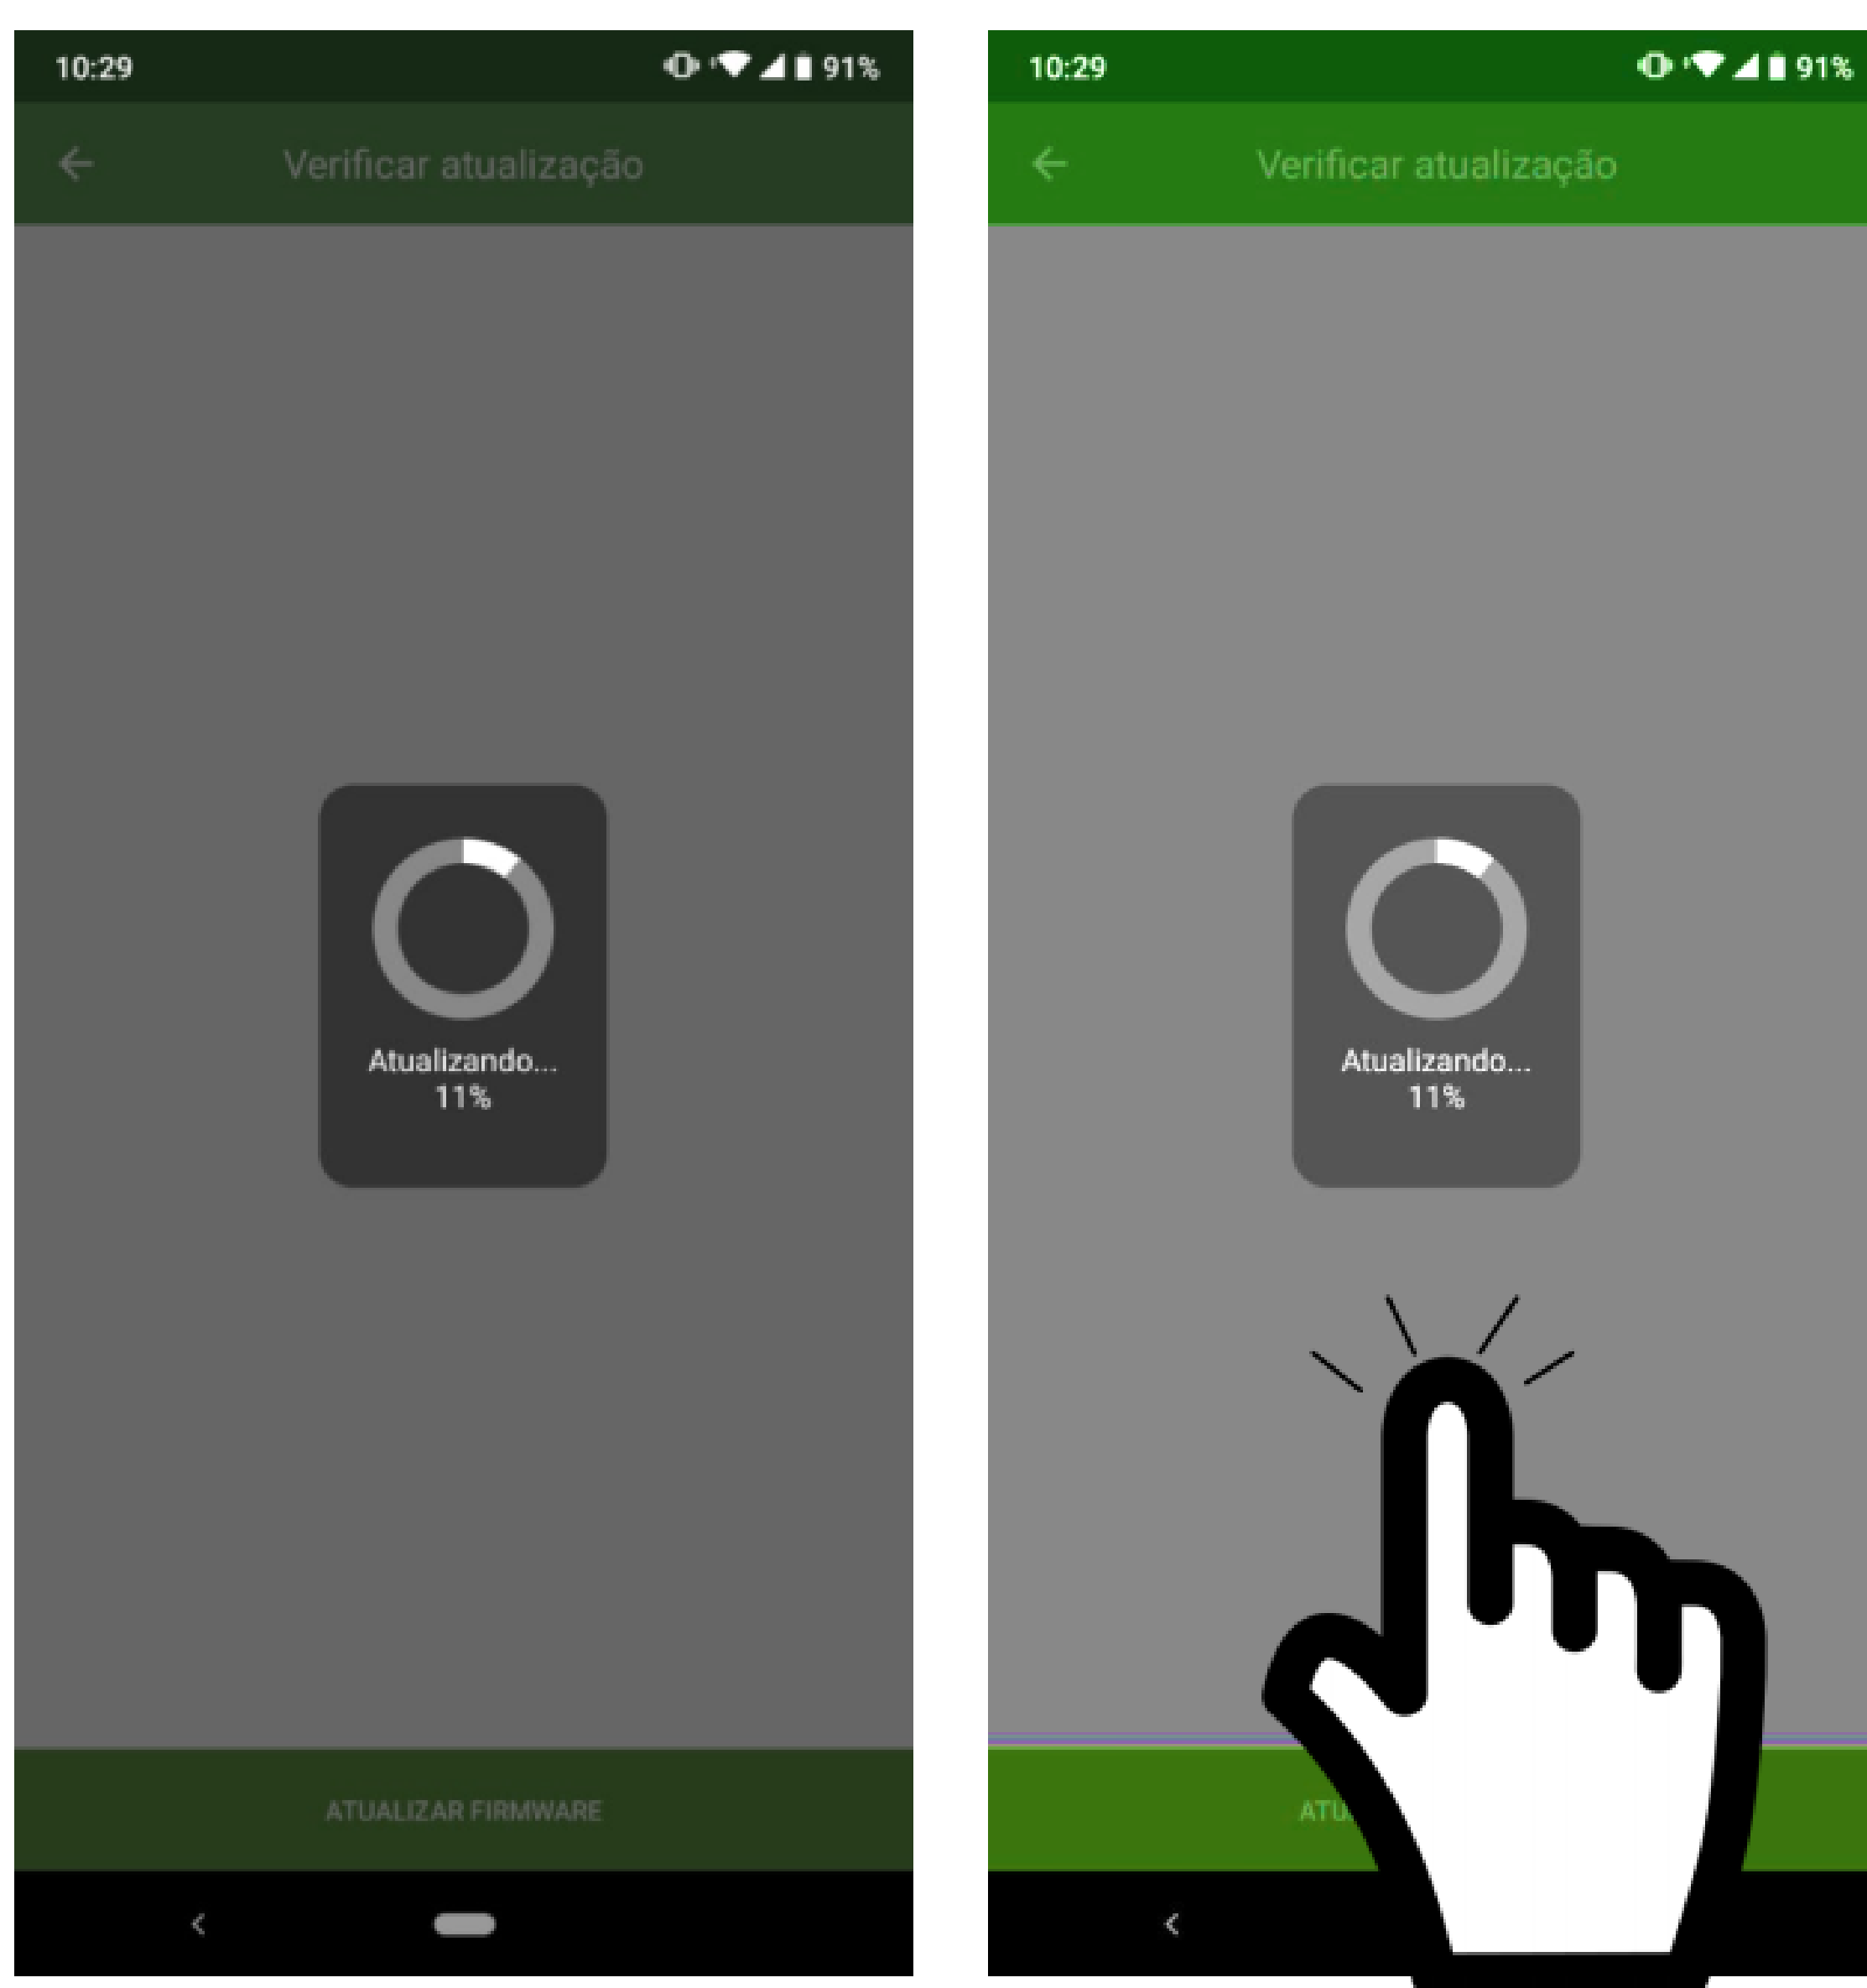 10:29 91%
Verificar atualização
Atualizando...
11%
ATUALIZAR FIRMWARE
10:29 91%
Verificar atualização
Atualizando...
11%
ATU